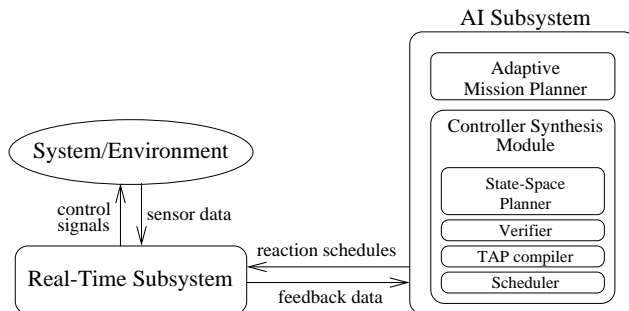 AI Subsystem
Adaptive
Mission Planner
Controller Synthesis
Module
State-Space
Planner
Verifier
TAP compiler
Scheduler
System/Environment
control
signals
sensor data
Real-Time Subsystem
reaction schedules
feedback data